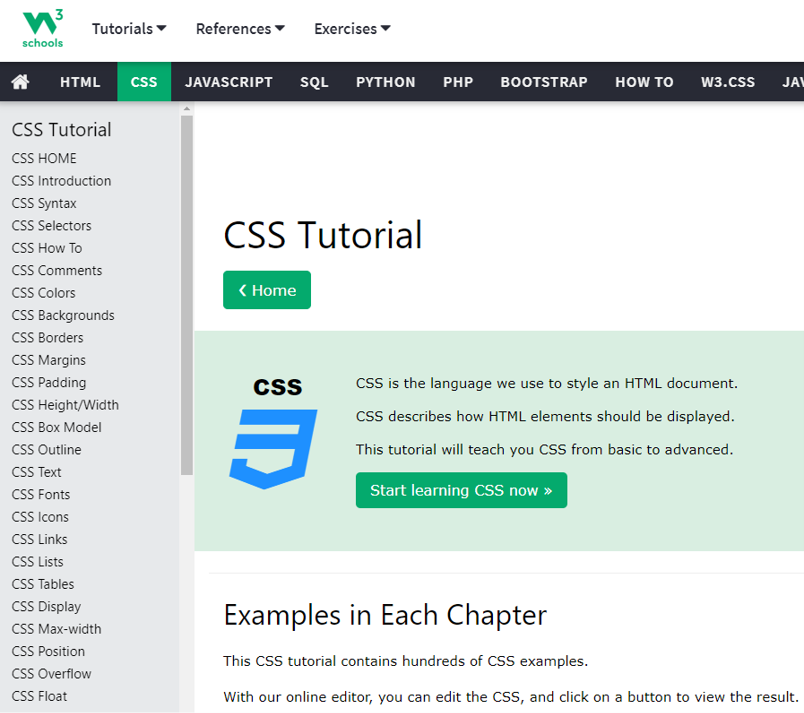 W3
schools
Tutorials
References
Exercises
HTML
CSS
JAVASCRIPT
SQL
PYTHON
PHP
BOOTSTRAP
HOW TO
W3.CSS
JAV
CSS Tutorial
CSS HOME
CSS Introduction
CSS Syntax
CSS Selectors
CSS How To
CSS Comments
CSS Colors
CSS Backgrounds
CSS Borders
CSS Margins
CSS Padding
CSS Height/Width
CSS Box Model
CSS Outline
CSS Text
CSS Fonts
CSS Icons
CSS Links
CSS Lists
CSS Tables
CSS Display
CSS Max-width
CSS Position
CSS Overflow
CSS Float
CSS Tutorial
❮ Home
CSS
CSS is the language we use to style an HTML document.
CSS describes how HTML elements should be displayed.
This tutorial will teach you CSS from basic to advanced.
Start learning CSS now »
Examples in Each Chapter
This CSS tutorial contains hundreds of CSS examples.
With our online editor, you can edit the CSS, and click on a button to view the result.